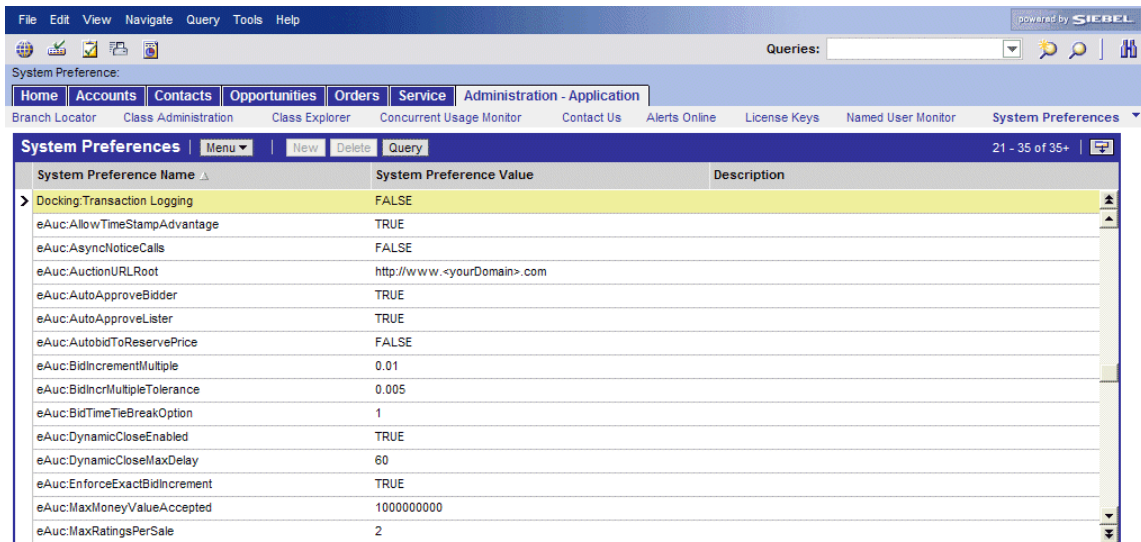 File Edit View Navigate Query Tools Help powered by SIEBEL.
Queries:
System Preference:
Home Accounts Contacts Opportunities Orders Service Administration - Application
Branch Locator Class Administration Class Explorer Concurrent Usage Monitor Contact Us Alerts Online License Keys Named User Monitor System Preferences
System Preferences | Menu | New Delete Query 21 - 35 of 35+
System Preference Name System Preference Value Description
Docking:Transaction Logging FALSE
eAuc:AllowTimeStampAdvantage TRUE
eAuc:AsyncNoticeCalls FALSE
eAuc:AuctionURLRoot http://www.<yourDomain>.com
eAuc:AutoApproveBidder TRUE
eAuc:AutoApproveLister TRUE
eAuc:AutobidToReservePrice FALSE
eAuc:BidIncrementMultiple 0.01
eAuc:BidIncrMultipleTolerance 0.005
eAuc:BidTimeTieBreakOption 1
eAuc:DynamicCloseEnabled TRUE
eAuc:DynamicCloseMaxDelay 60
eAuc:EnforceExactBidIncrement TRUE
eAuc:MaxMoneyValueAccepted 1000000000
eAuc:MaxRatingsPerSale 2